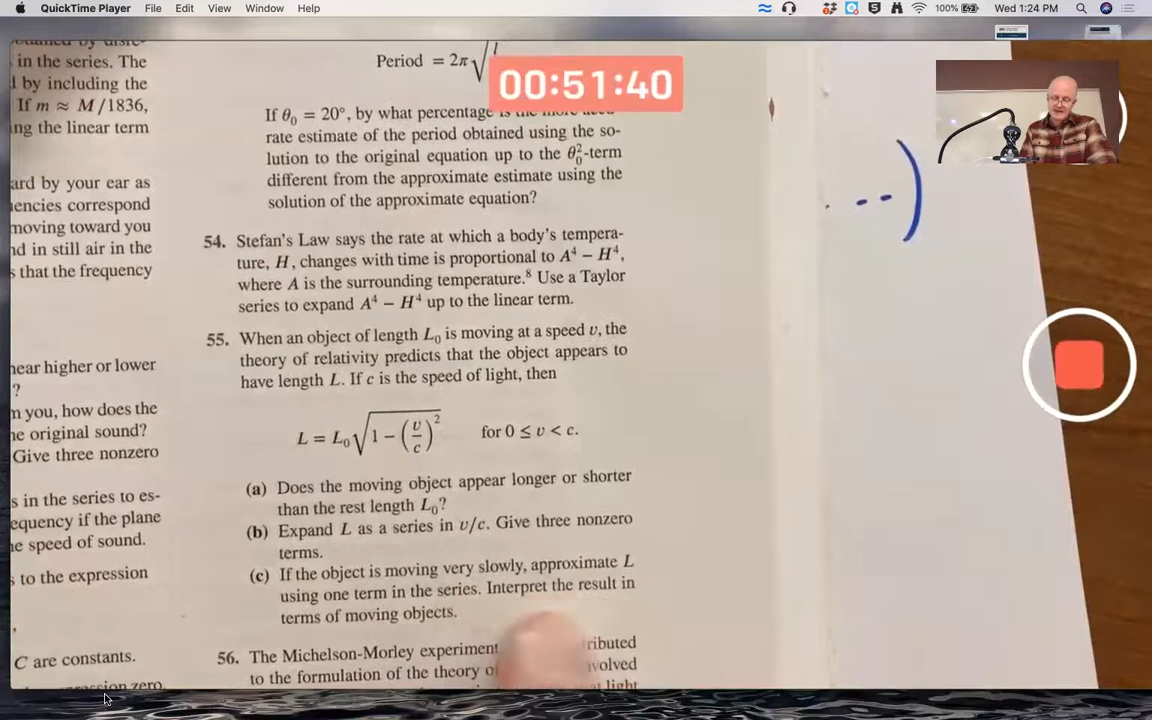 QuickTime Player File Edit View Window Help
100%
Wed 1:24 PM
00:51:40
in the series. The
l by including the
If m ≈ M/1836,
ing the linear term
ard by your ear as
encies correspond
moving toward you
nd in still air in the
s that the frequency
near higher or lower
?
m you, how does the
he original sound?
Give three nonzero
s in the series to es-
equency if the plane
he speed of sound.
s to the expression
C are constants.
Period = 2π√
If θ₀ = 20°, by what percentage
rate estimate of the period obtained using the so-
lution to the original equation up to the θ₀²-term
different from the approximate estimate using the
solution of the approximate equation?
54. Stefan's Law says the rate at which a body's tempera-
ture, H, changes with time is proportional to A⁴ − H⁴,
where A is the surrounding temperature.⁸ Use a Taylor
series to expand A⁴ − H⁴ up to the linear term.
55. When an object of length L₀ is moving at a speed v, the
theory of relativity predicts that the object appears to
have length L. If c is the speed of light, then
L = L₀√(1 − (v/c)²) for 0 ≤ v < c.
(a) Does the moving object appear longer or shorter
than the rest length L₀?
(b) Expand L as a series in v/c. Give three nonzero
terms.
(c) If the object is moving very slowly, approximate L
using one term in the series. Interpret the result in
terms of moving objects.
56. The Michelson-Morley experiment ributed
to the formulation of the theory o volved
light
--)